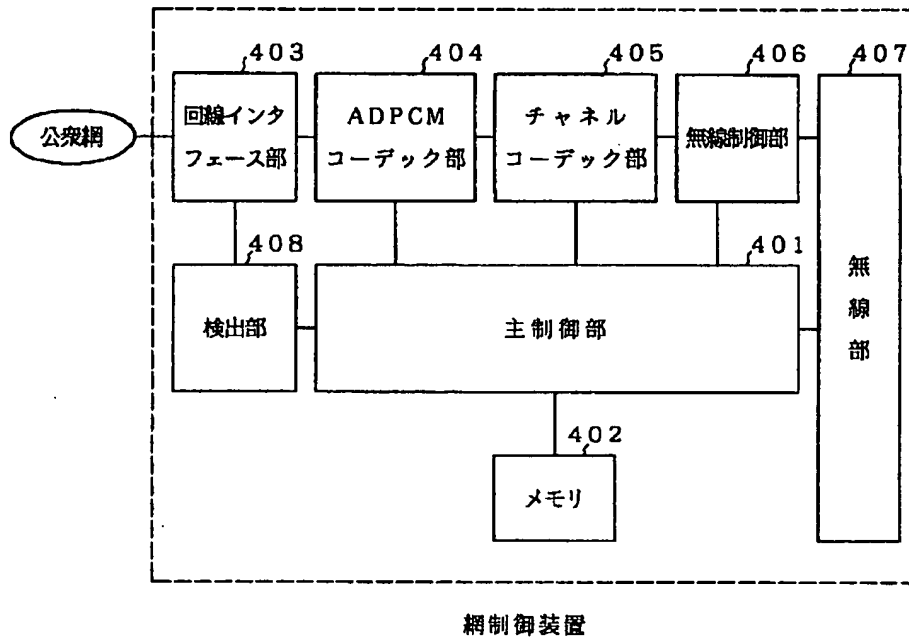 403
404
405
406
407
公衆網
回線インタ
フェース部
ADPCM
コーデック部
チャネル
コーデック部
無線制御部
無線部
408
401
検出部
主制御部
402
メモリ
網制御装置